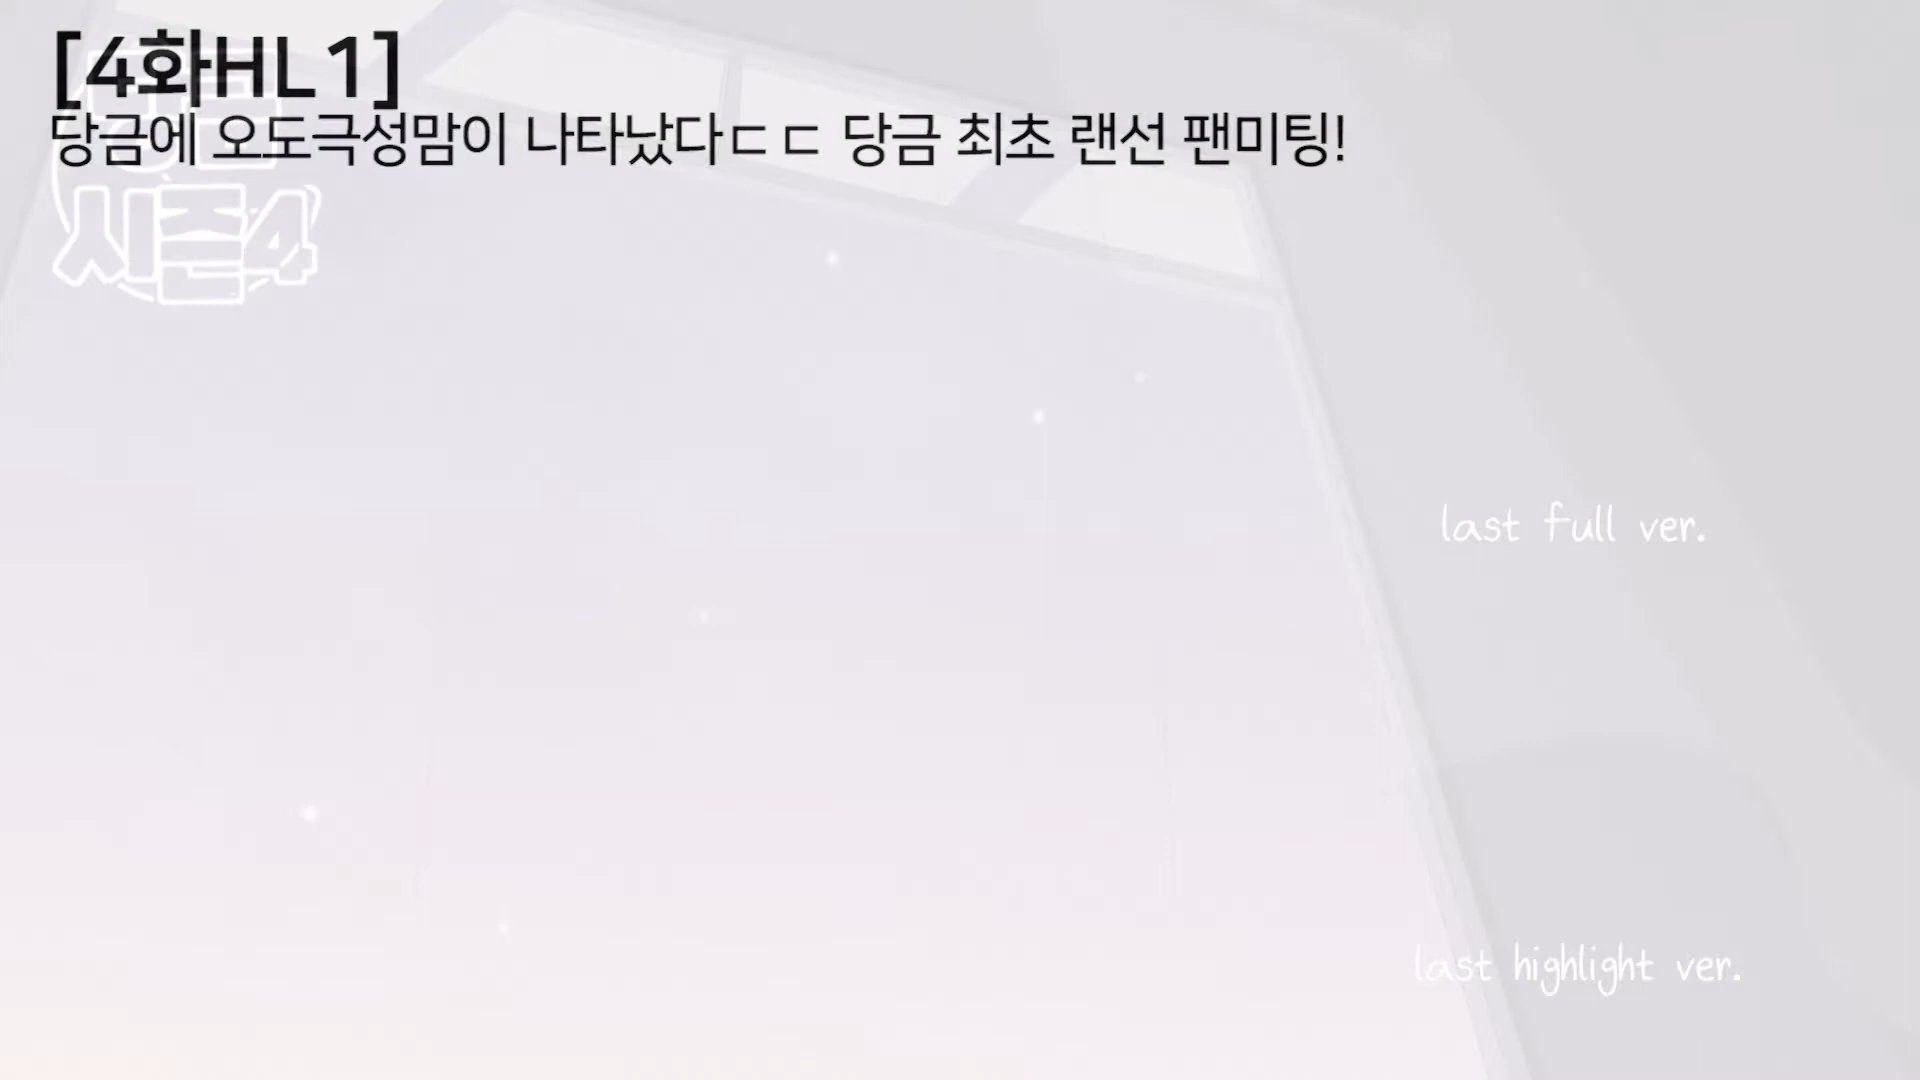 [4화HL1]
당금에 오도극성맘이 나타났다ㄷㄷ 당금 최초 랜선 팬미팅!
시즌4
last full ver.
last highlight ver.